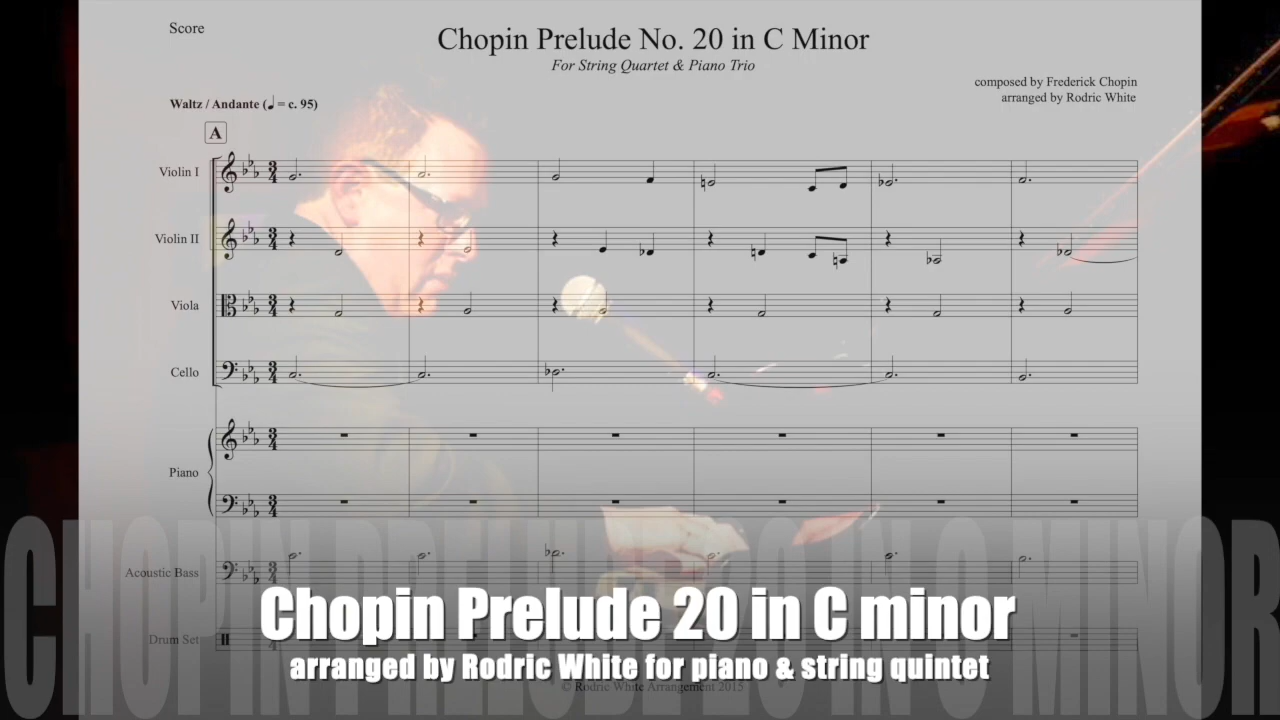 Score
Chopin Prelude No. 20 in C Minor
For String Quartet & Piano Trio
composed by Frederick Chopin
arranged by Rodric White
Waltz / Andante (♩ = c. 95)
A
Violin I
Violin II
Viola
Cello
Piano
Acoustic Bass
Drum Set
CHOPIN PRELUDE 20 IN C MINOR
Chopin Prelude 20 in C minor
arranged by Rodric White for piano & string quintet
© Rodric White Arrangement 2015